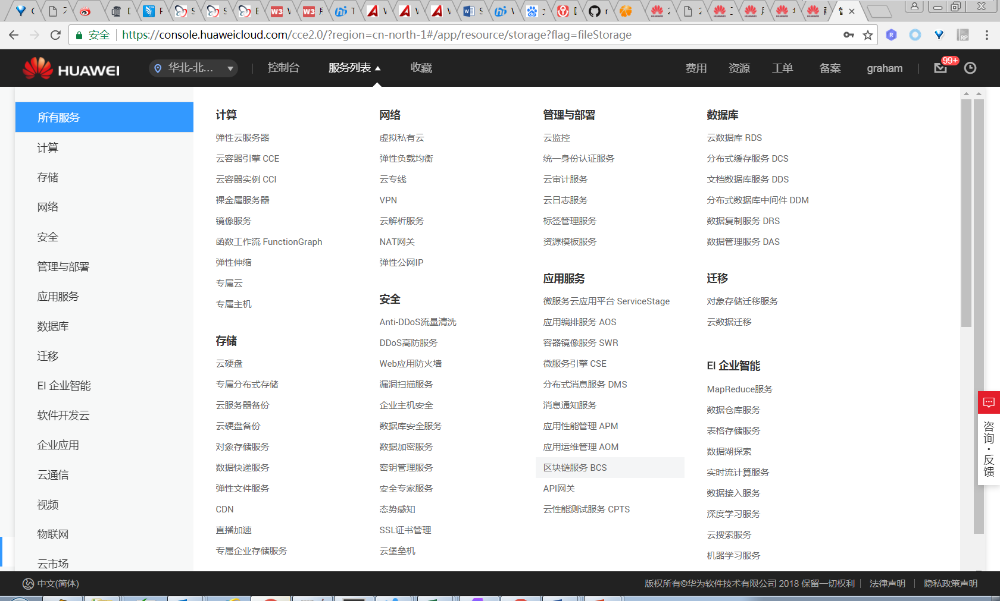 安全
https://console.huaweicloud.com/cce2.0/?region=cn-north-1#/app/resource/storage?flag=fileStorage
HUAWEI
华北-北...
控制台
服务列表
收藏
费用
资源
工单
备案
graham
99+
所有服务
计算
存储
网络
安全
管理与部署
应用服务
数据库
迁移
EI 企业智能
软件开发云
企业应用
云通信
视频
物联网
云市场
计算
弹性云服务器
云容器引擎 CCE
云容器实例 CCI
裸金属服务器
镜像服务
函数工作流 FunctionGraph
弹性伸缩
专属云
专属主机
存储
云硬盘
专属分布式存储
云服务器备份
云硬盘备份
对象存储服务
数据快递服务
弹性文件服务
CDN
直播加速
专属企业存储服务
网络
虚拟私有云
弹性负载均衡
云专线
VPN
云解析服务
NAT网关
弹性公网IP
安全
Anti-DDoS流量清洗
DDoS高防服务
Web应用防火墙
漏洞扫描服务
企业主机安全
数据库安全服务
数据加密服务
密钥管理服务
安全专家服务
态势感知
SSL证书管理
云堡垒机
管理与部署
云监控
统一身份认证服务
云审计服务
云日志服务
标签管理服务
资源模板服务
应用服务
微服务云应用平台 ServiceStage
应用编排服务 AOS
容器镜像服务 SWR
微服务引擎 CSE
分布式消息服务 DMS
消息通知服务
应用性能管理 APM
应用运维管理 AOM
区块链服务 BCS
API网关
云性能测试服务 CPTS
数据库
云数据库 RDS
分布式缓存服务 DCS
文档数据库服务 DDS
分布式数据库中间件 DDM
数据复制服务 DRS
数据管理服务 DAS
迁移
对象存储迁移服务
云数据迁移
EI 企业智能
MapReduce服务
数据仓库服务
表格存储服务
数据湖探索
实时流计算服务
数据接入服务
深度学习服务
云搜索服务
机器学习服务
咨询·反馈
中文(简体)
版权所有©华为软件技术有限公司 2018 保留一切权利
法律声明
隐私政策声明